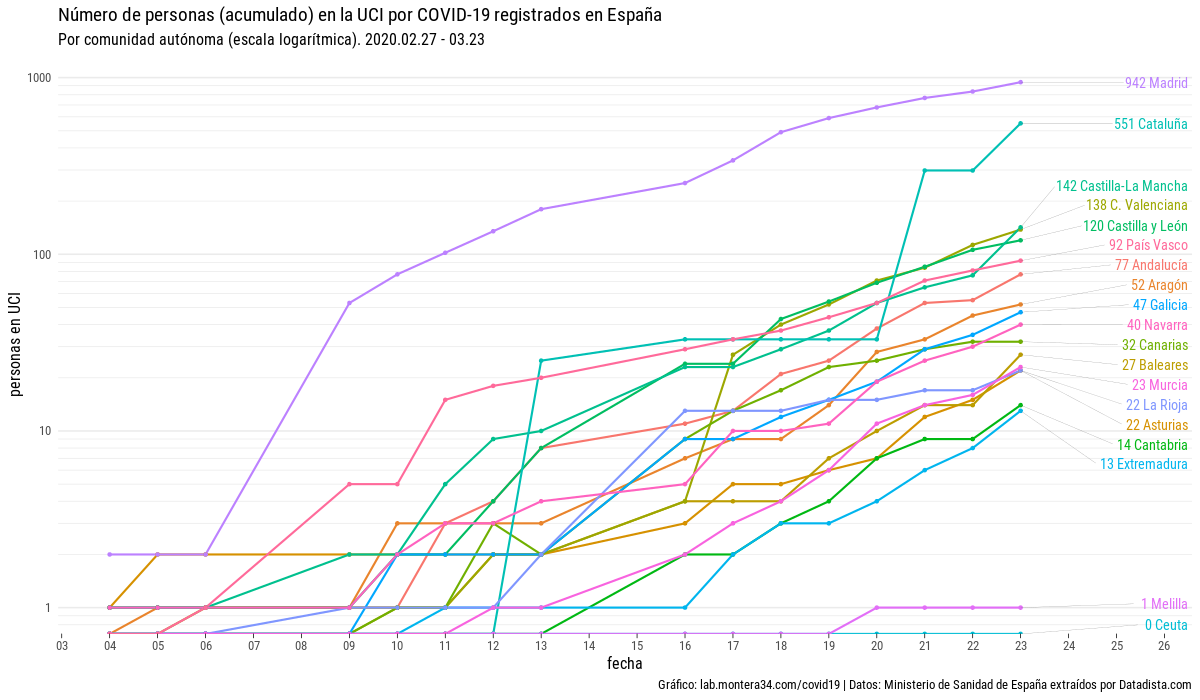 Número de personas (acumulado) en la UCI por COVID-19 registrados en España
Por comunidad autónoma (escala logarítmica). 2020.02.27 - 03.23
1000
942 Madrid
551 Cataluña
142 Castilla-La Mancha
138 C. Valenciana
120 Castilla y León
100
92 País Vasco
77 Andalucía
52 Aragón
47 Galicia
40 Navarra
32 Canarias
27 Baleares
23 Murcia
22 La Rioja
22 Asturias
10
14 Cantabria
13 Extremadura
1
1 Melilla
0 Ceuta
personas en UCI
03 04 05 06 07 08 09 10 11 12 13 14 15 16 17 18 19 20 21 22 23 24 25 26
fecha
Gráfico: lab.montera34.com/covid19 | Datos: Ministerio de Sanidad de España extraídos por Datadista.com